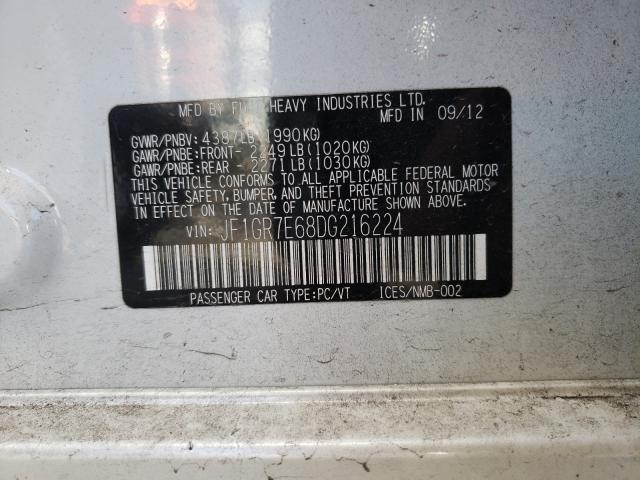 MFD BY FUJI HEAVY INDUSTRIES LTD.
MFD IN 09/12
GVWR/PNBV: 4387LB(1990KG)
GAWR/PNBE:FRONT- 2249LB(1020KG)
GAWR/PNBE:REAR - 2271LB(1030KG)
THIS VEHICLE CONFORMS TO ALL APPLICABLE FEDERAL MOTOR
VEHICLE SAFETY, BUMPER, AND THEFT PREVENTION STANDARDS
IN EFFECT ON THE DATE OF MANUFACTURE SHOWN ABOVE.
VIN: JF1GR7E68DG216224
PASSENGER CAR TYPE:PC/VT ICES/NMB-002